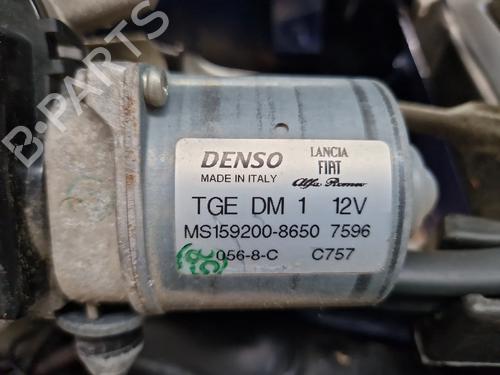 B-PARTS
DENSO
MADE IN ITALY
LANCIA
FIAT
Alfa Romeo
TGE DM 1 12V
MS159200-8650 7596
056-8-C C757